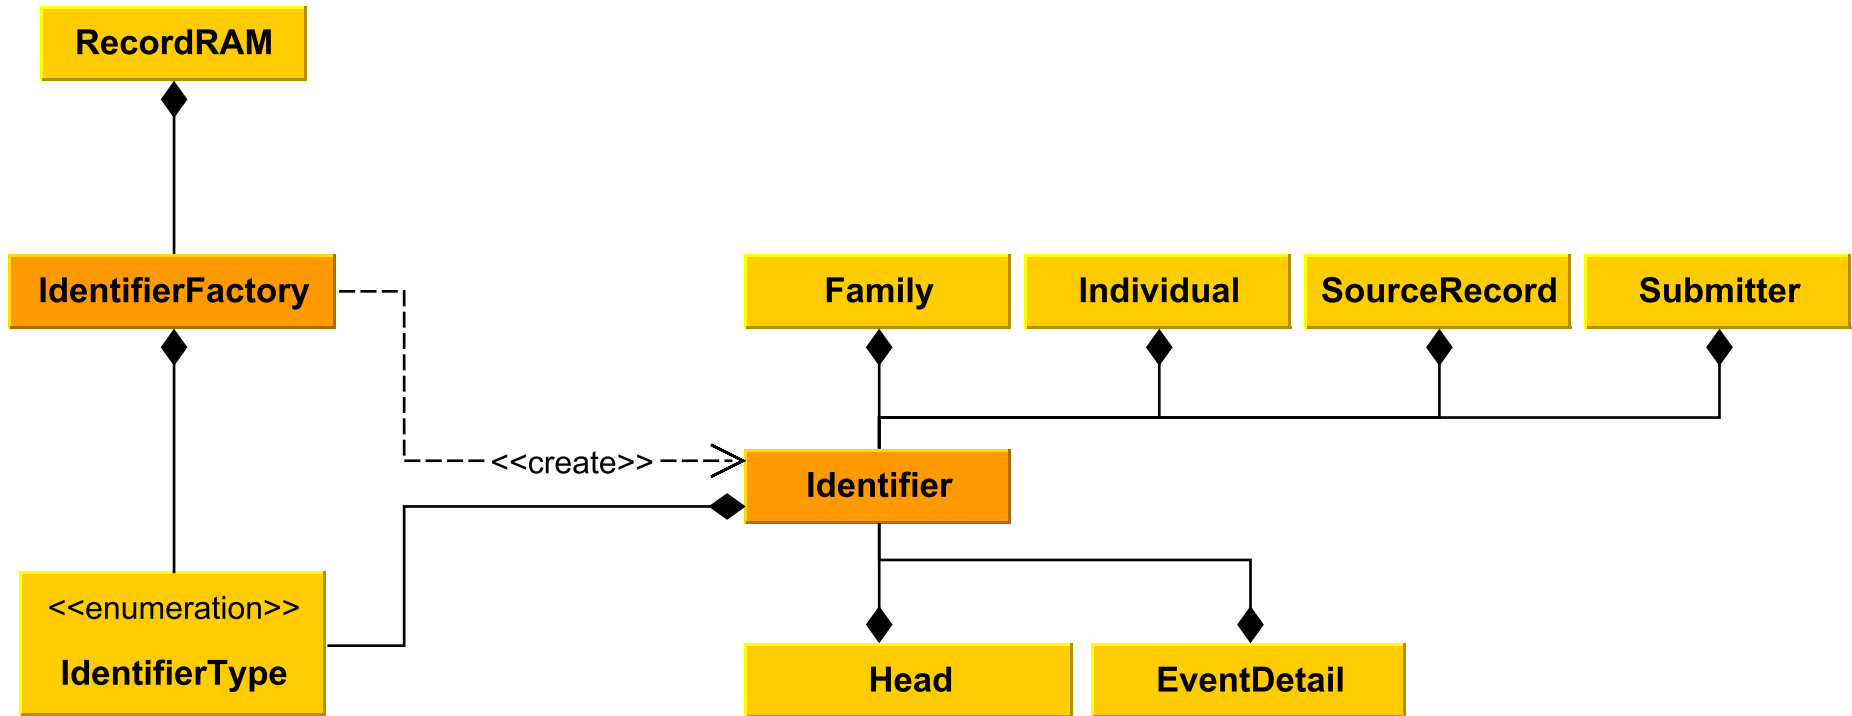 RecordRAM
IdentifierFactory
Family
Individual
SourceRecord
Submitter
<<create>>
Identifier
<<enumeration>>
IdentifierType
Head
EventDetail